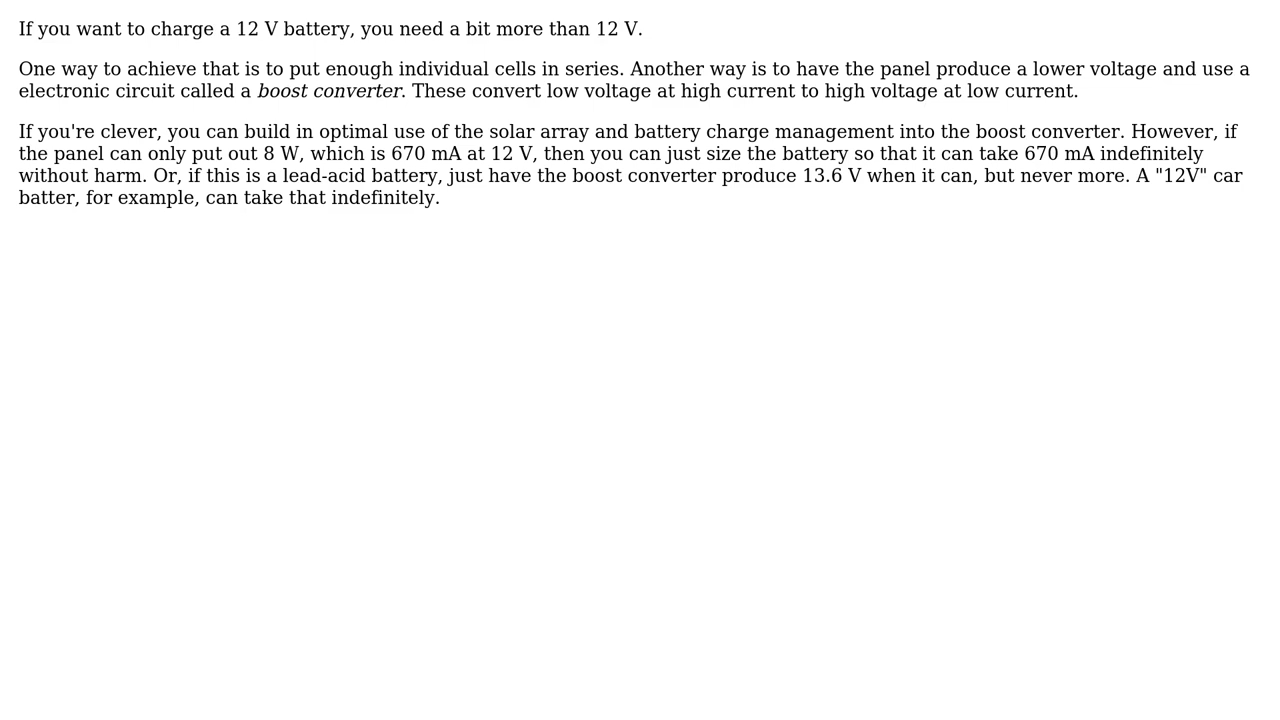 If you want to charge a 12 V battery, you need a bit more than 12 V.
One way to achieve that is to put enough individual cells in series. Another way is to have the panel produce a lower voltage and use a
electronic circuit called a boost converter. These convert low voltage at high current to high voltage at low current.
If you're clever, you can build in optimal use of the solar array and battery charge management into the boost converter. However, if
the panel can only put out 8 W, which is 670 mA at 12 V, then you can just size the battery so that it can take 670 mA indefinitely
without harm. Or, if this is a lead-acid battery, just have the boost converter produce 13.6 V when it can, but never more. A "12V" car
batter, for example, can take that indefinitely.